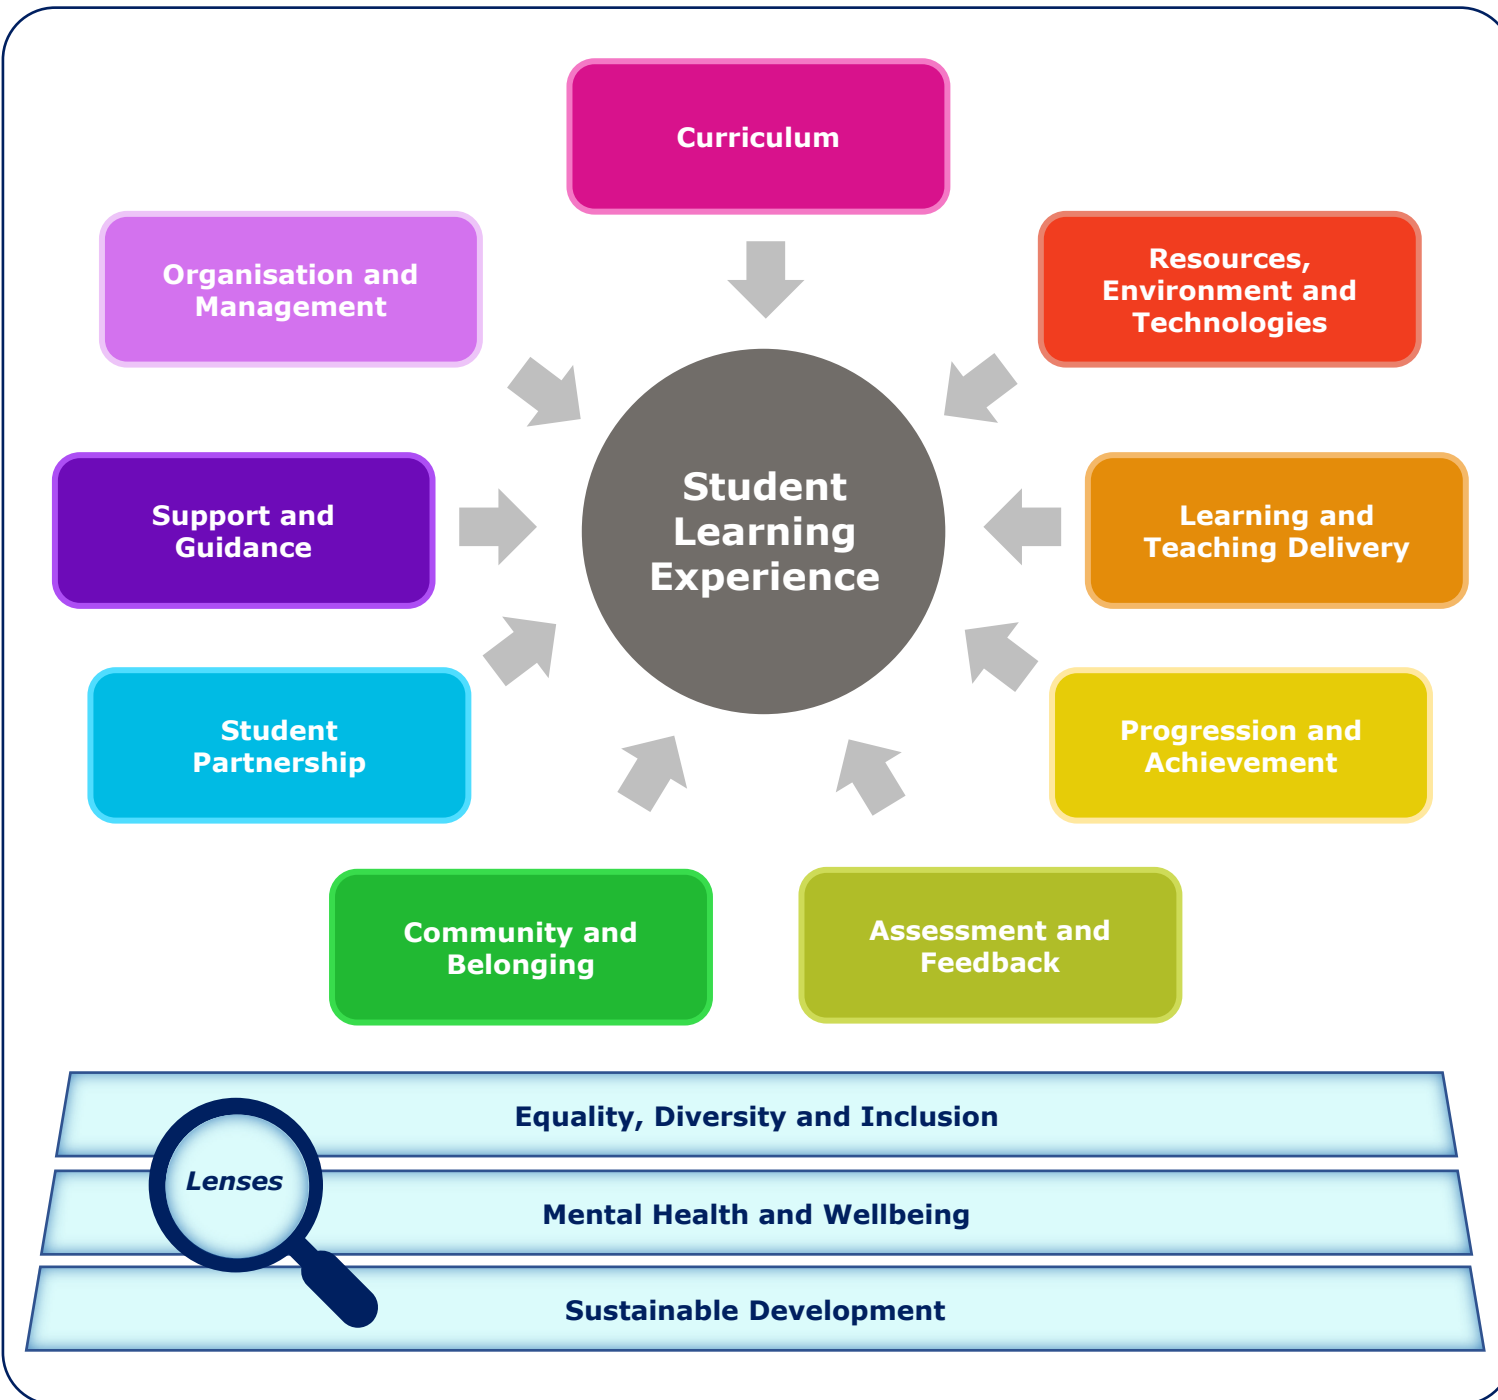 Curriculum
Organisation and
Management
Resources,
Environment and
Technologies
Student
Learning
Experience
Support and
Guidance
Learning and
Teaching Delivery
Student
Partnership
Progression and
Achievement
Community and
Belonging
Assessment and
Feedback
Equality, Diversity and Inclusion
Lenses
Mental Health and Wellbeing
Sustainable Development